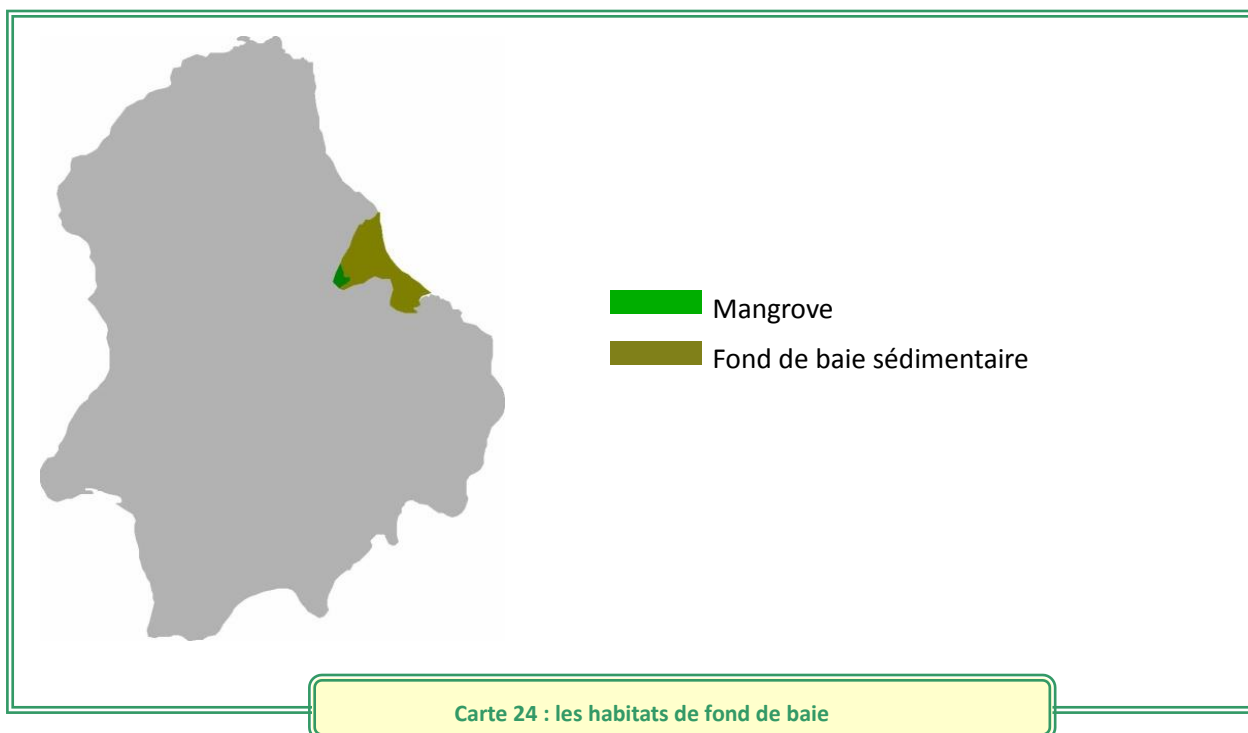 Mangrove
Fond de baie sédimentaire
Carte 24 : les habitats de fond de baie